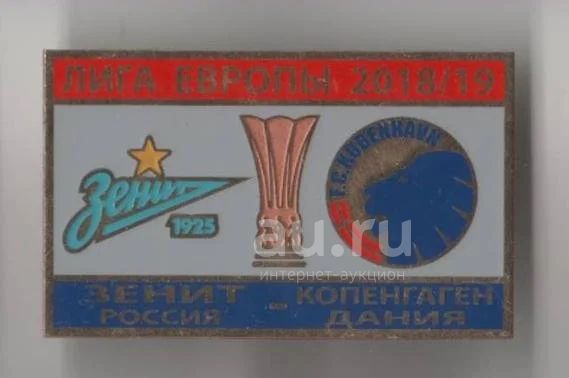 ЛИГА ЕВРОПЫ 2018/19
Зенит
1925
F.C. KØBENHAVN
au.ru
интернет-аукцион
ЗЕНИТ - КОПЕНГАГЕН
РОССИЯ ДАНИЯ